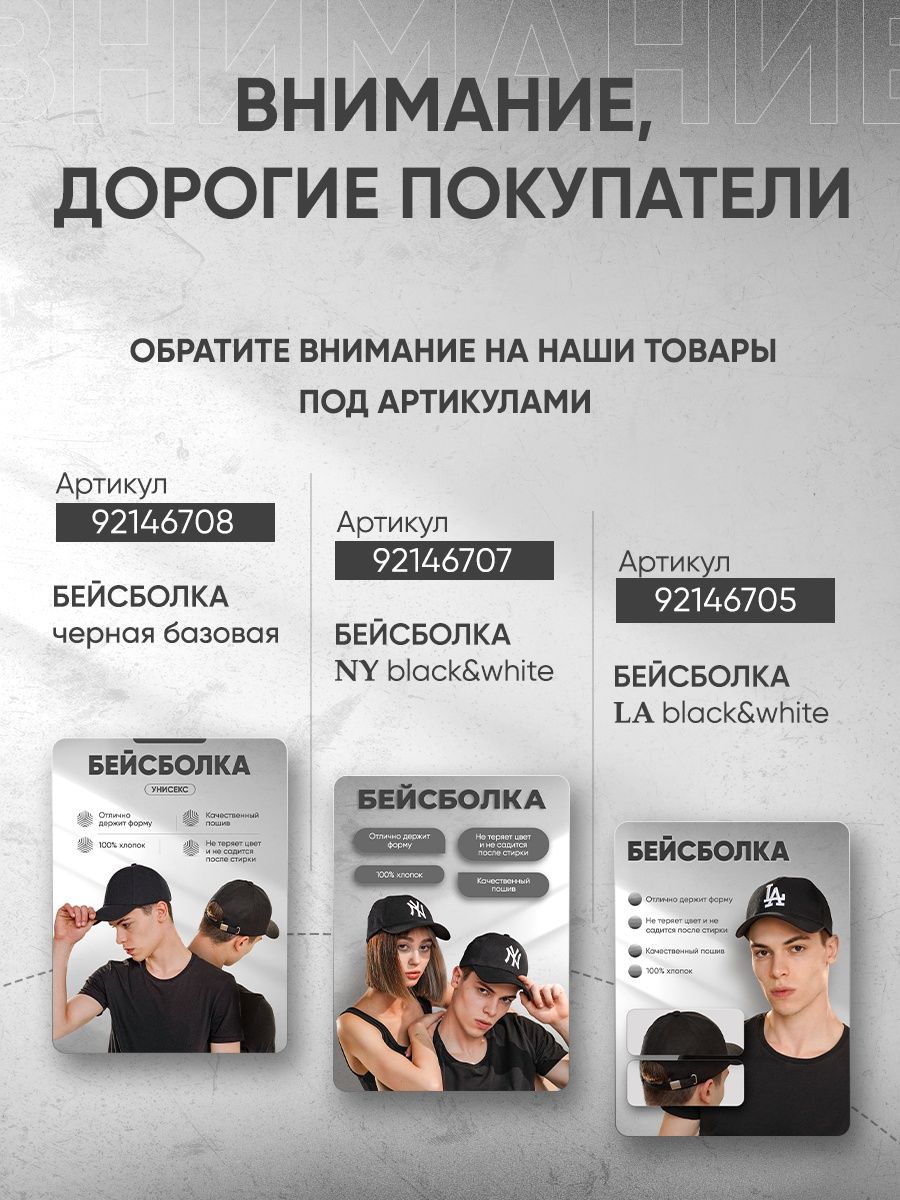 ВНИМАНИЕ
ВНИМАНИЕ,
ДОРОГИЕ ПОКУПАТЕЛИ
ОБРАТИТЕ ВНИМАНИЕ НА НАШИ ТОВАРЫ
ПОД АРТИКУЛАМИ
Артикул
92146708
БЕЙСБОЛКА
черная базовая
Артикул
92146707
БЕЙСБОЛКА
NY black&white
Артикул
92146705
БЕЙСБОЛКА
LA black&white
БЕЙСБОЛКА
УНИСЕКС
Отлично
держит форму
Качественный
пошив
100% хлопок
Не теряет цвет
и не садится
после стирки
БЕЙСБОЛКА
Отлично держит
форму
Не теряет цвет
и не садится
после стирки
100% хлопок
Качественный
пошив
NY
NY
БЕЙСБОЛКА
Отлично держит форму
Не теряет цвет и не
садится после стирки
Качественный пошив
100% хлопок
LA